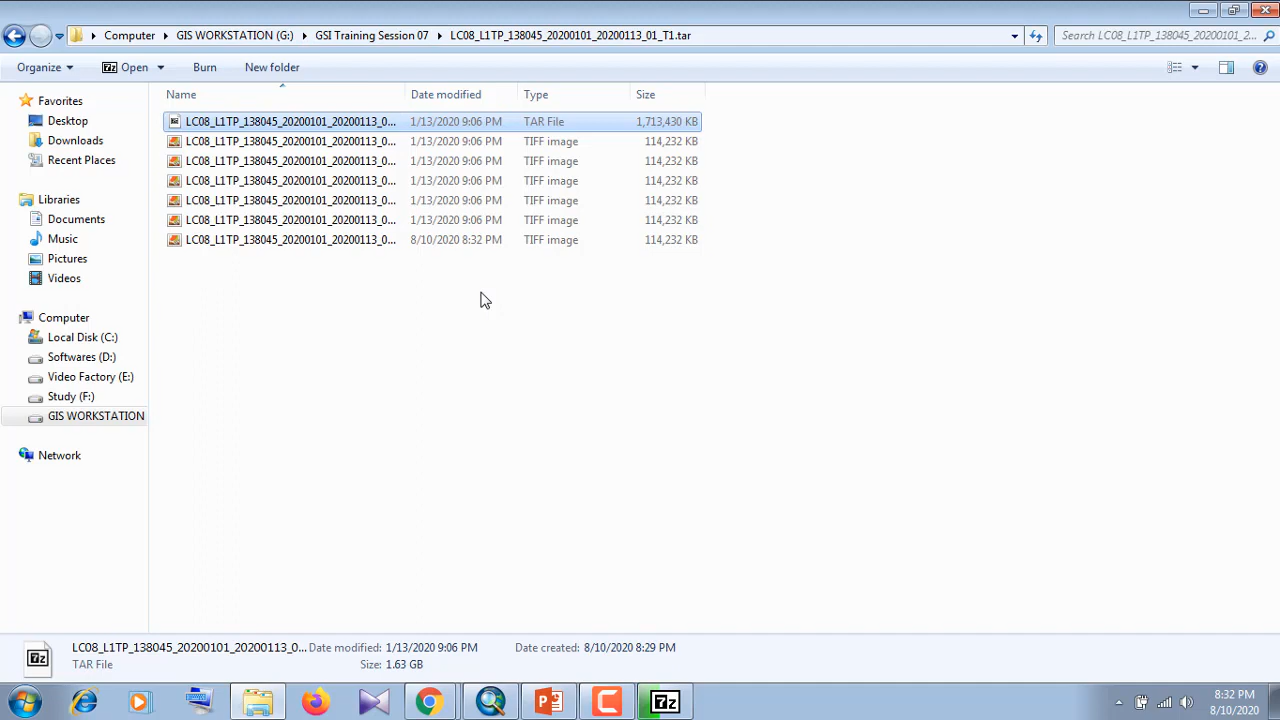 Computer
GIS WORKSTATION (G:)
GSI Training Session 07
LC08_L1TP_138045_20200101_20200113_01_T1.tar
Search LC08_L1TP_138045_20200101_2...
Organize
7z Open
Burn
New folder
Name
Date modified
Type
Size
LC08_L1TP_138045_20200101_20200113_0... 1/13/2020 9:06 PM TAR File 1,713,430 KB
LC08_L1TP_138045_20200101_20200113_0... 1/13/2020 9:06 PM TIFF image 114,232 KB
LC08_L1TP_138045_20200101_20200113_0... 1/13/2020 9:06 PM TIFF image 114,232 KB
LC08_L1TP_138045_20200101_20200113_0... 1/13/2020 9:06 PM TIFF image 114,232 KB
LC08_L1TP_138045_20200101_20200113_0... 1/13/2020 9:06 PM TIFF image 114,232 KB
LC08_L1TP_138045_20200101_20200113_0... 1/13/2020 9:06 PM TIFF image 114,232 KB
LC08_L1TP_138045_20200101_20200113_0... 8/10/2020 8:32 PM TIFF image 114,232 KB
Favorites
Desktop
Downloads
Recent Places
Libraries
Documents
Music
Pictures
Videos
Computer
Local Disk (C:)
Softwares (D:)
Video Factory (E:)
Study (F:)
GIS WORKSTATION
Network
7z
LC08_L1TP_138045_20200101_20200113_0... Date modified: 1/13/2020 9:06 PM Date created: 8/10/2020 8:29 PM
TAR File Size: 1.63 GB
7z
8:32 PM
8/10/2020